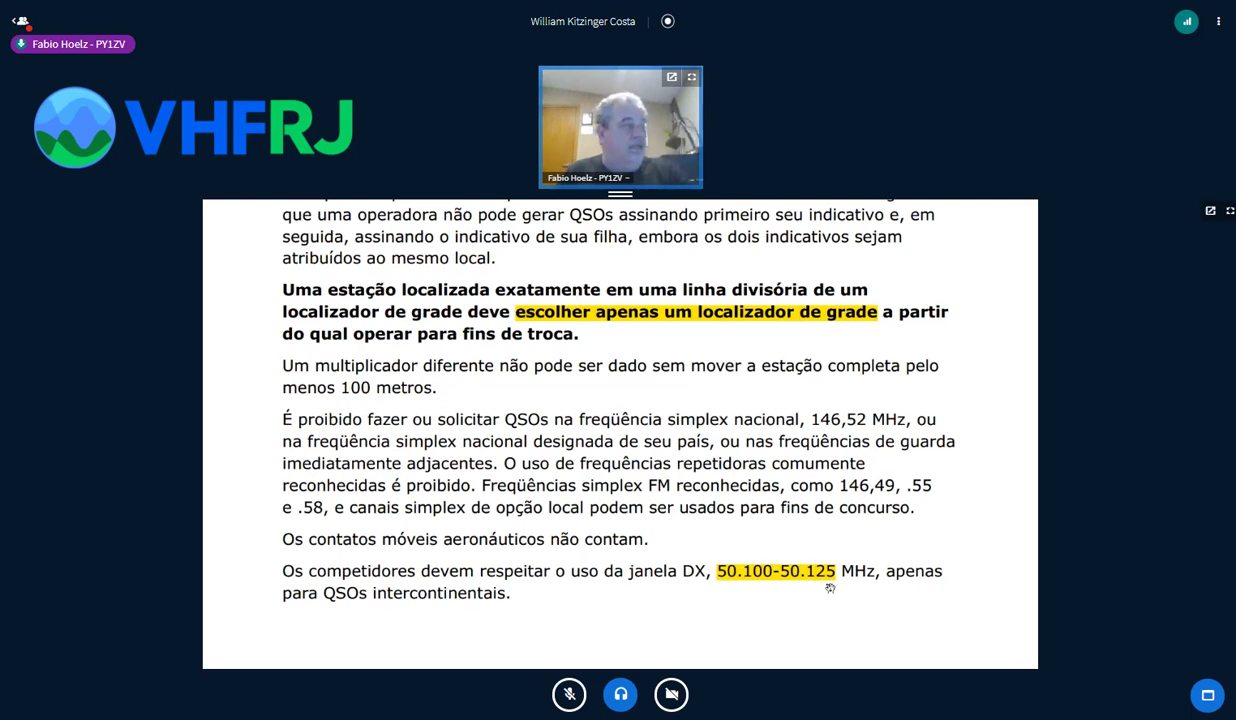 William Kitzinger Costa
Fabio Hoelz - PY1ZV
VHFRJ
Fabio Hoelz - PY1ZV
que uma operadora não pode gerar QSOs assinando primeiro seu indicativo e, em
seguida, assinando o indicativo de sua filha, embora os dois indicativos sejam
atribuídos ao mesmo local.
Uma estação localizada exatamente em uma linha divisória de um
localizador de grade deve escolher apenas um localizador de grade a partir
do qual operar para fins de troca.
Um multiplicador diferente não pode ser dado sem mover a estação completa pelo
menos 100 metros.
É proibido fazer ou solicitar QSOs na freqüência simplex nacional, 146,52 MHz, ou
na freqüência simplex nacional designada de seu país, ou nas freqüências de guarda
imediatamente adjacentes. O uso de frequências repetidoras comumente
reconhecidas é proibido. Freqüências simplex FM reconhecidas, como 146,49, .55
e .58, e canais simplex de opção local podem ser usados para fins de concurso.
Os contatos móveis aeronáuticos não contam.
Os competidores devem respeitar o uso da janela DX, 50.100-50.125 MHz, apenas
para QSOs intercontinentais.